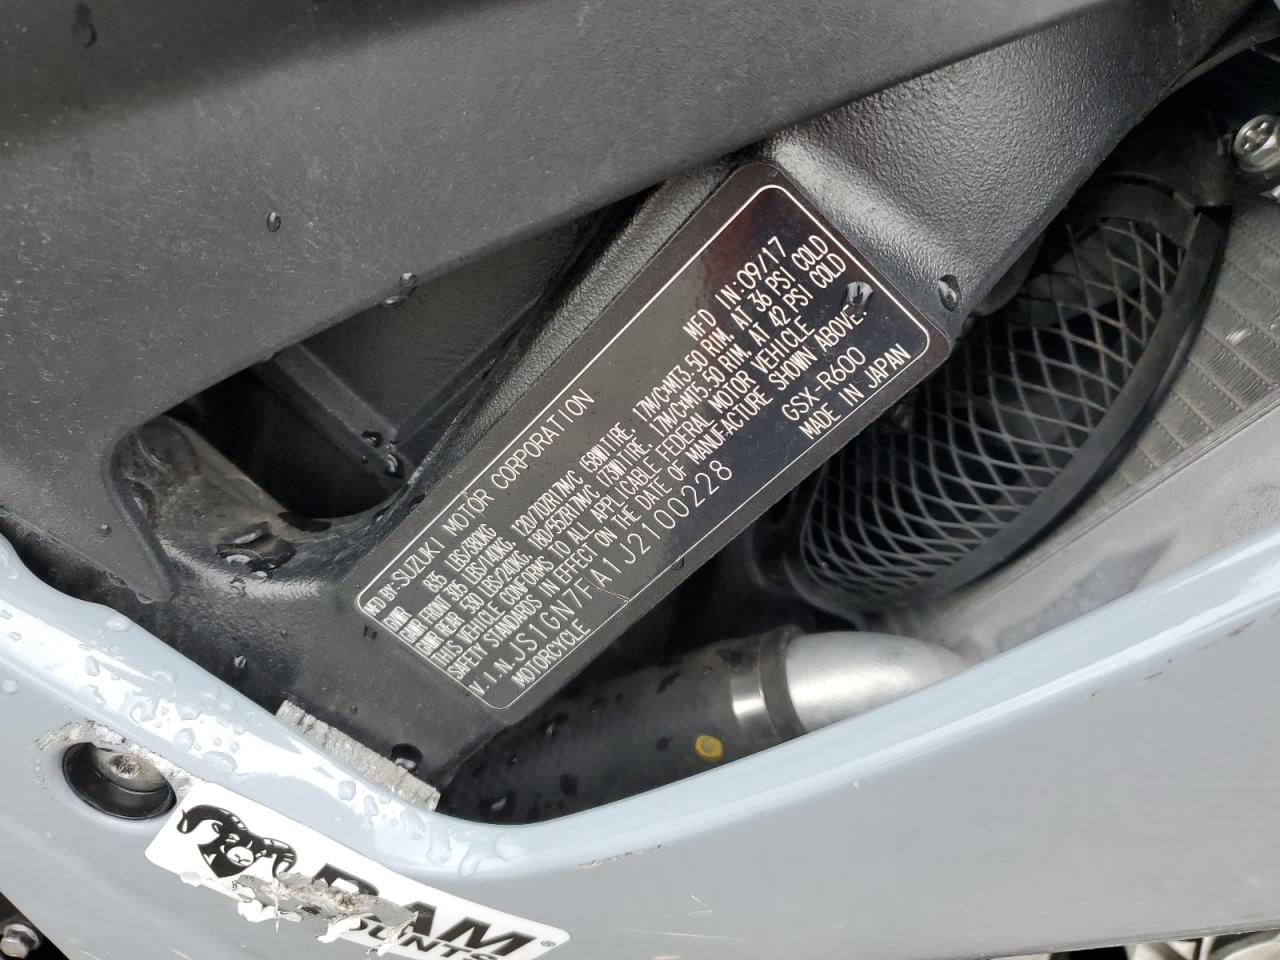 MFD BY:SUZUKI MOTOR CORPORATION
MFD IN:09/17
GVWR 835 LBS/380KG
GAWR FRONT 305 LBS/140KG. 120/70ZR17M/C (58W)TIRE. 17M/C×MT3.50 RIM. AT 36 PSI COLD
GAWR REAR 530 LBS/240KG. 180/55ZR17M/C (73W)TIRE. 17M/C×MT5.50 RIM. AT 42 PSI COLD
THIS VEHICLE CONFORMS TO ALL APPLICABLE FEDERAL MOTOR VEHICLE
SAFETY STANDARDS IN EFFECT ON THE DATE OF MANUFACTURE SHOWN ABOVE.
V.I.N.JS1GN7FA1J2100228 GSX-R600
MOTORCYCLE MADE IN JAPAN
RAM®
MOUNTS